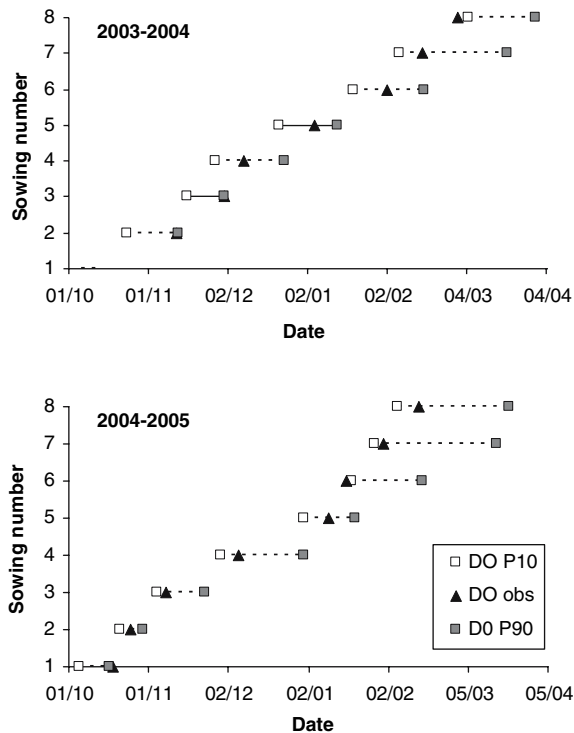 2003-2004
Sowing number
8
7
6
5
4
3
2
1
01/10 01/11 02/12 02/01 02/02 04/03 04/04
Date
2004-2005
Sowing number
8
7
6
5
4
3
2
1
DO P10
DO obs
D0 P90
01/10 01/11 02/12 02/01 02/02 05/03 05/04
Date